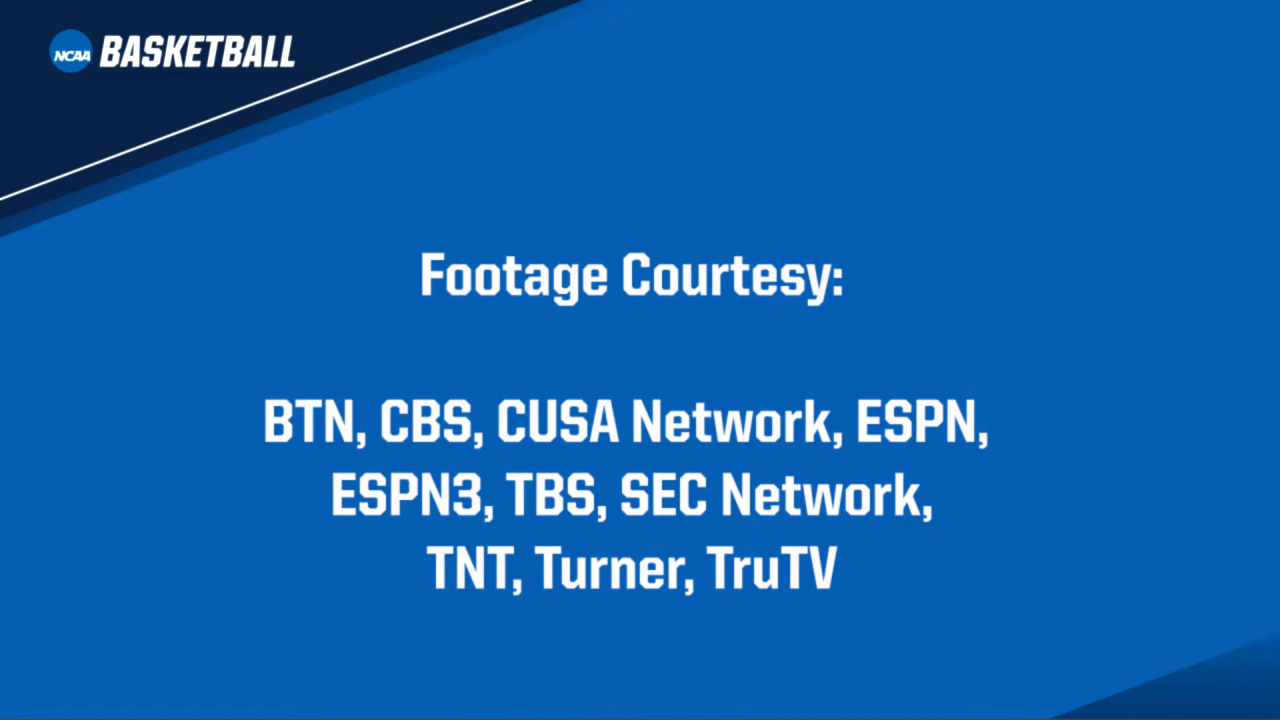 NCAA BASKETBALL
Footage Courtesy:
BTN, CBS, CUSA Network, ESPN,
ESPN3, TBS, SEC Network,
TNT, Turner, TruTV